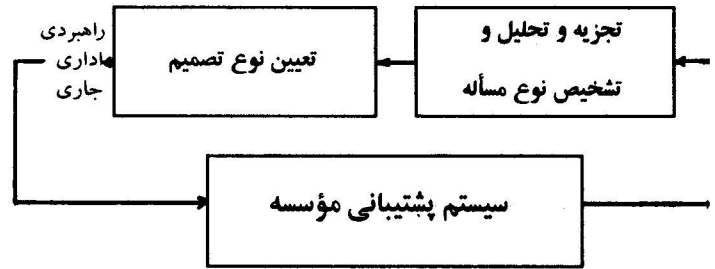 تجزیه و تحلیل و
تشخیص نوع مسأله
تعیین نوع تصمیم
راهبردی
اداری
جاری
سیستم پشتیبانی مؤسسه